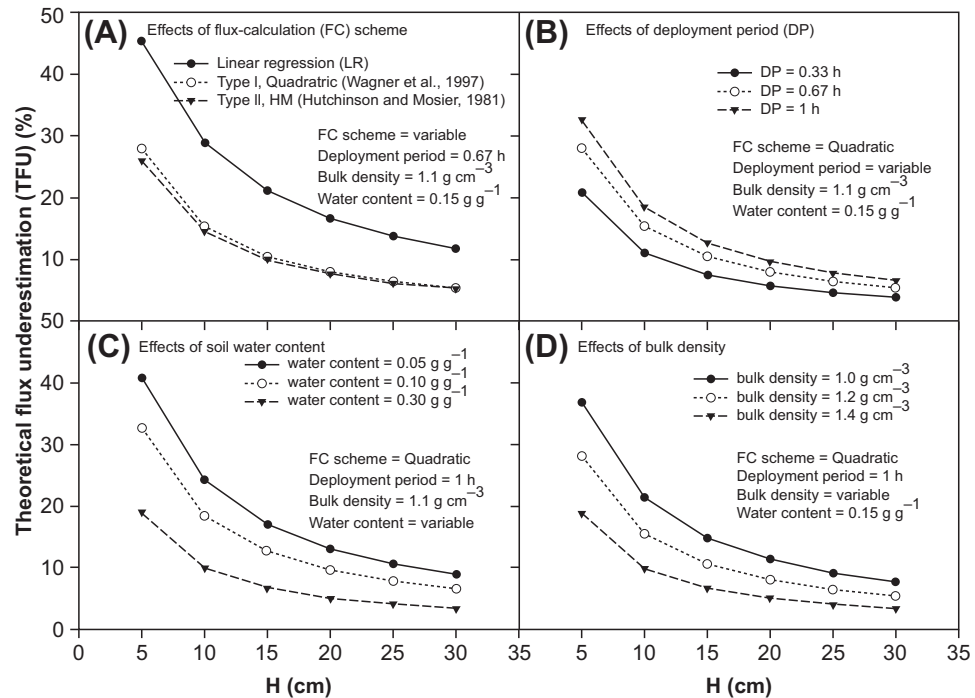 Theoretical flux underestimation (TFU) (%)
50
40
30
20
10
50
40
30
20
10
0
(A)
Effects of flux-calculation (FC) scheme
Linear regression (LR)
Type I, Quadratric (Wagner et al., 1997)
Type II, HM (Hutchinson and Mosier, 1981)
FC scheme = variable
Deployment period = 0.67 h
Bulk density = 1.1 g cm⁻³
Water content = 0.15 g g⁻¹
(B)
Effects of deployment period (DP)
DP = 0.33 h
DP = 0.67 h
DP = 1 h
FC scheme = Quadratic
Deployment period = variable
Bulk density = 1.1 g cm⁻³
Water content = 0.15 g g⁻¹
(C)
Effects of soil water content
water content = 0.05 g g⁻¹
water content = 0.10 g g⁻¹
water content = 0.30 g g⁻¹
FC scheme = Quadratic
Deployment period = 1 h
Bulk density = 1.1 g cm⁻³
Water content = variable
(D)
Effects of bulk density
bulk density = 1.0 g cm⁻³
bulk density = 1.2 g cm⁻³
bulk density = 1.4 g cm⁻³
FC scheme = Quadratic
Deployment period = 1 h
Bulk density = variable
Water content = 0.15 g g⁻¹
0 5 10 15 20 25 30 35 5 10 15 20 25 30 35
H (cm) H (cm)